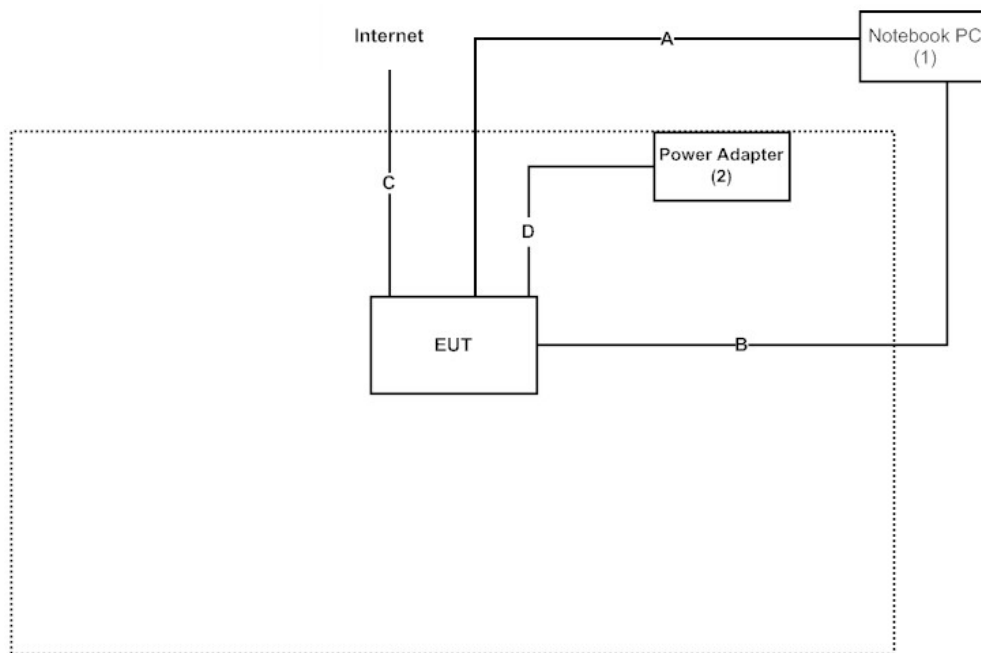 Internet
A
Notebook PC
(1)
Power Adapter
(2)
C
D
EUT
B